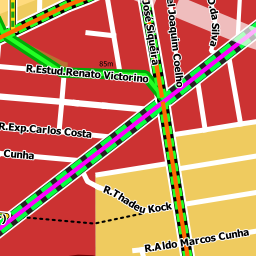 José Siqueira
el Joaquim Coelho
o da Silva
85m
R.Estud.Renato Victorino
R.Exp.Carlos Costa
Cunha
R.Thadeu Kock
R.Aldo Marcos Cunha